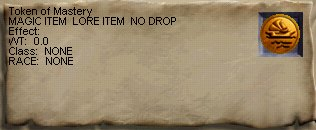 Token of Mastery
MAGIC ITEM  LORE ITEM  NO DROP
Effect:
WT:  0.0
Class:  NONE
RACE:  NONE